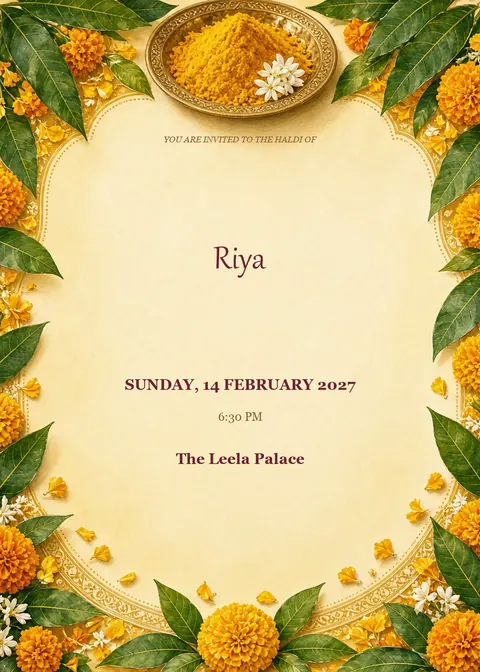 YOU ARE INVITED TO THE HALDI OF
Riya
SUNDAY, 14 FEBRUARY 2027
6:30 PM
The Leela Palace